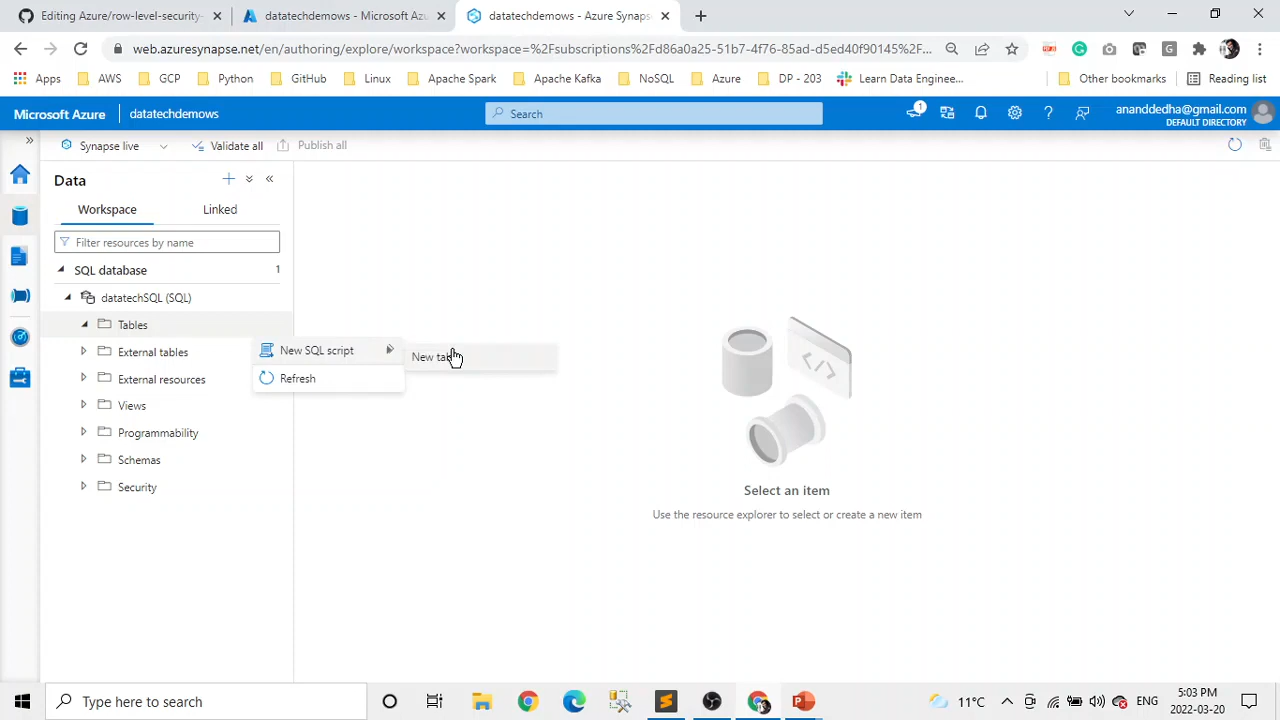 Editing Azure/row-level-security-
datatechdemows - Microsoft Az
datatechdemows - Azure Synapse
web.azuresynapse.net/en/authoring/explore/workspace?workspace=%2Fsubscriptions%2Fd86a0a25-51b7-4f76-85ad-d5ed40f90145%2F...
Apps AWS GCP Python GitHub Linux Apache Spark Apache Kafka NoSQL Azure DP - 203 Learn Data Enginee... Other bookmarks Reading list
Microsoft Azure datatechdemows Search 1 ananddedha@gmail.com
DEFAULT DIRECTORY
Synapse live Validate all Publish all
Data
Workspace Linked
Filter resources by name
SQL database 1
datatechSQL (SQL)
Tables
External tables
External resources
Views
Programmability
Schemas
Security
New SQL script
Refresh
New
Select an item
Use the resource explorer to select or create a new item
Type here to search
11°C ENG 5:03 PM
2022-03-20